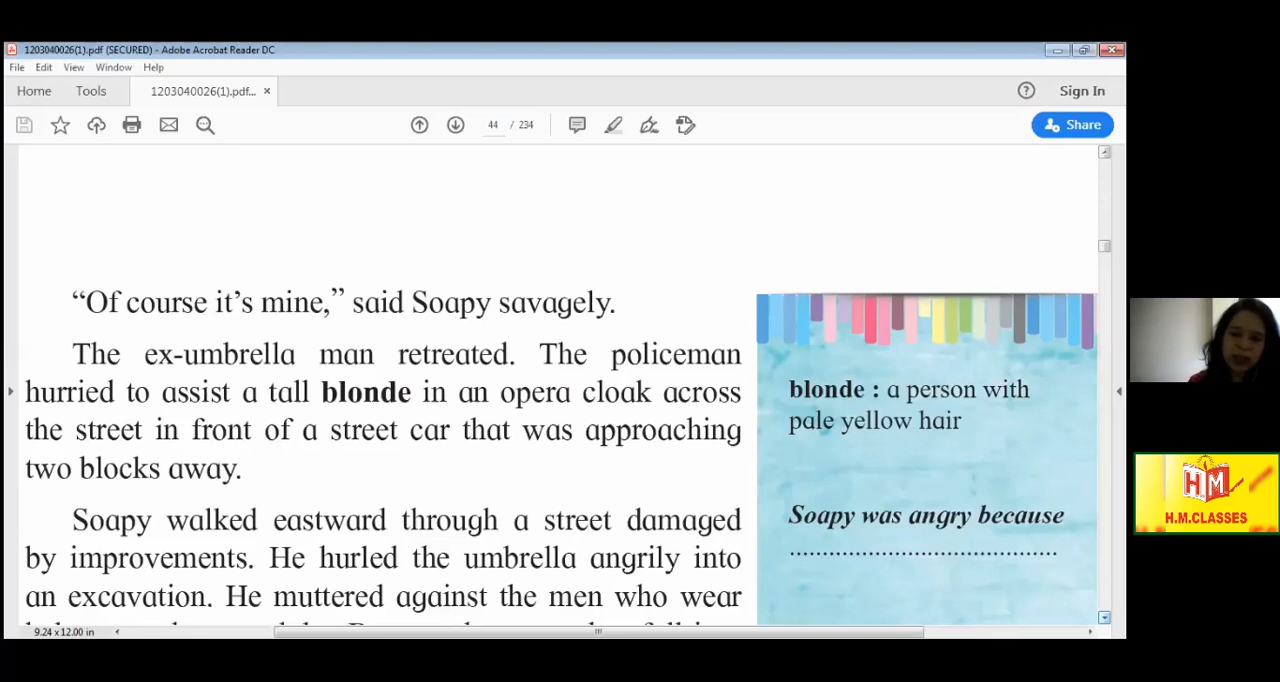 1203040026(1).pdf (SECURED) - Adobe Acrobat Reader DC
File Edit View Window Help
Home Tools 1203040026(1).pdf... × Sign In
44 / 234 Share
“Of course it’s mine,” said Soapy savagely.
The ex-umbrella man retreated. The policeman
hurried to assist a tall blonde in an opera cloak across
the street in front of a street car that was approaching
two blocks away.
Soapy walked eastward through a street damaged
by improvements. He hurled the umbrella angrily into
an excavation. He muttered against the men who wear
blonde : a person with
pale yellow hair
Soapy was angry because
........................................
9.24 x 12.00 in
HM
H.M.CLASSES